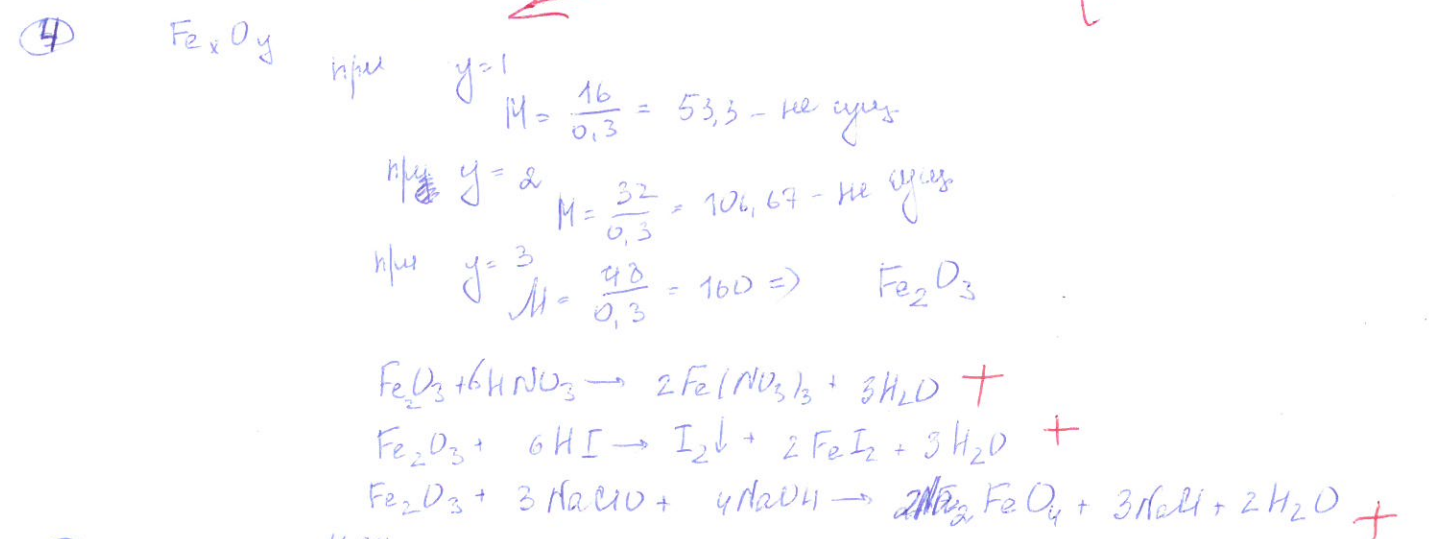 4 FexOy
при y=1
M = 16/0,3 = 53,3 - не сущ
при y = 2
M = 32/0,3 = 106,67 - не сущ
при y = 3
M = 48/0,3 = 160 => Fe2O3
Fe2O3 + 6HNO3 → 2Fe(NO3)3 + 3H2O +
Fe2O3 + 6HI → I2↓ + 2FeI2 + 3H2O +
Fe2O3 + 3NaClO + 4NaOH → 2Na2FeO4 + 3NaCl + 2H2O +